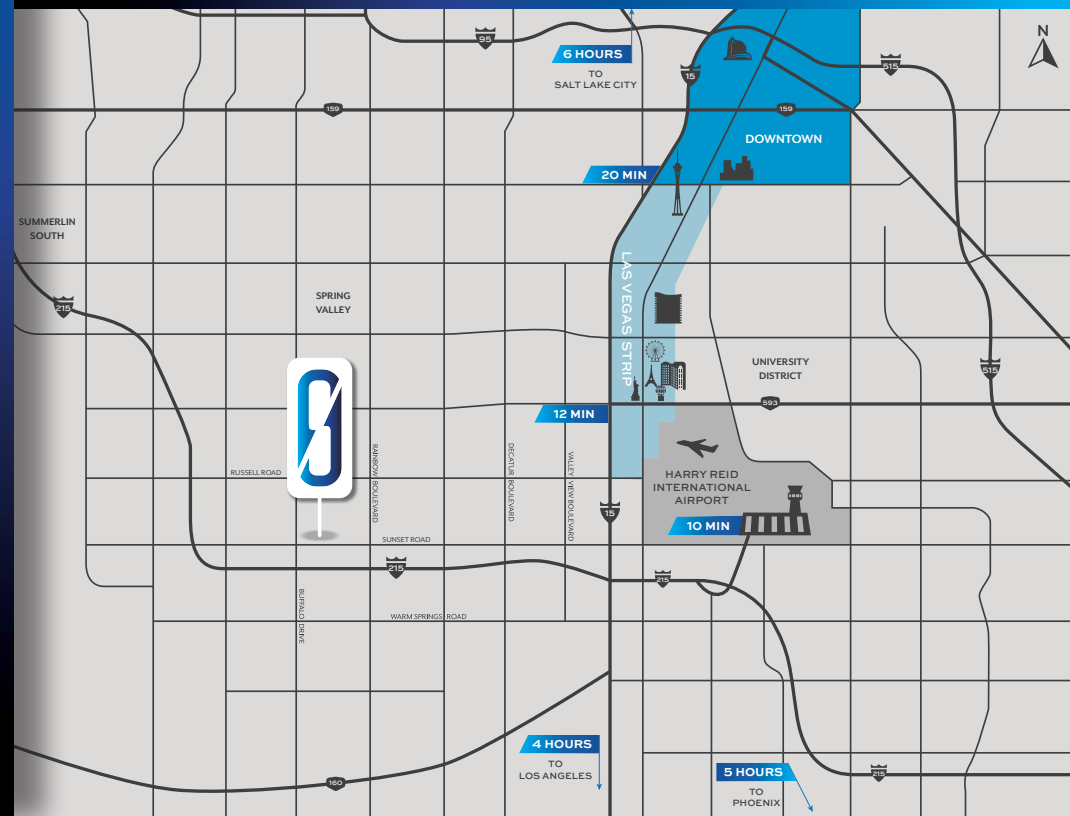 N
95
6 HOURS
TO
SALT LAKE CITY
15
515
159
159
DOWNTOWN
20 MIN
SUMMERLIN
SOUTH
LAS VEGAS STRIP
215
SPRING
VALLEY
UNIVERSITY
DISTRICT
515
593
12 MIN
RUSSELL ROAD
RAINBOW BOULEVARD
DECATUR BOULEVARD
VALLEY VIEW BOULEVARD
HARRY REID
INTERNATIONAL
AIRPORT
15
10 MIN
SUNSET ROAD
215
215
BUFFALO DRIVE
WARM SPRINGS ROAD
4 HOURS
TO
LOS ANGELES
5 HOURS
TO
PHOENIX
215
160